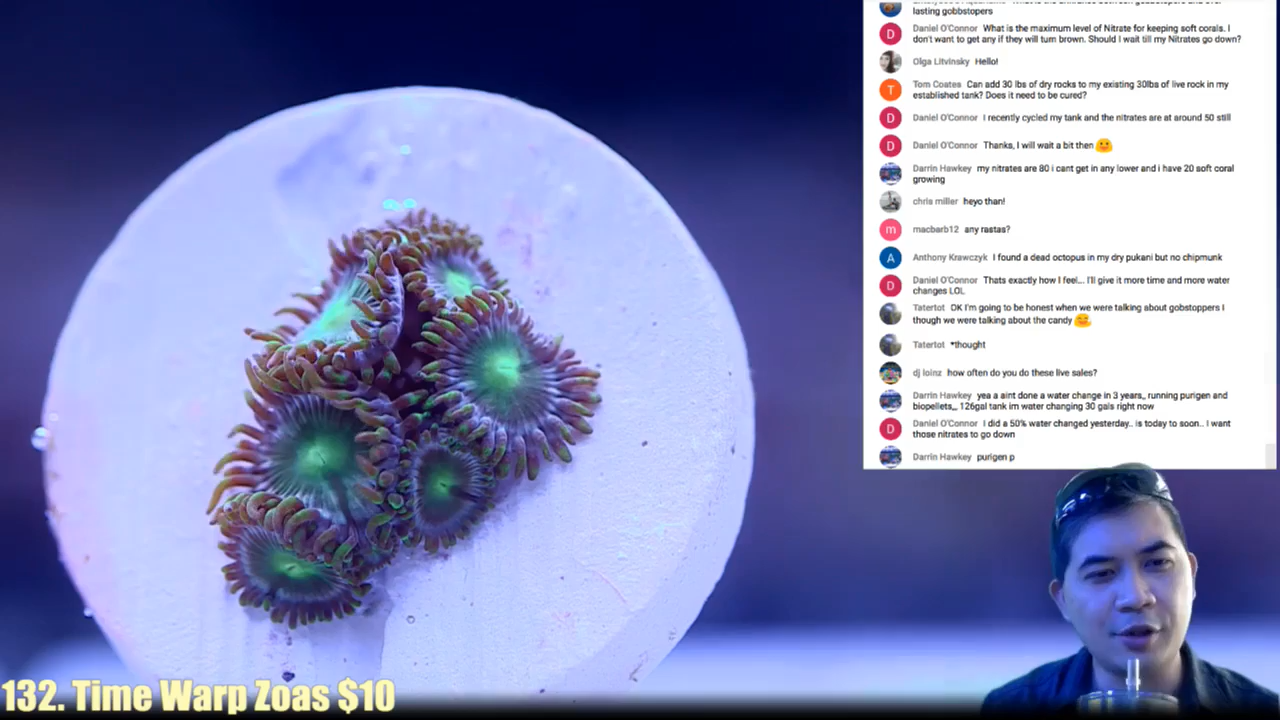 lasting gobbstopers
Daniel O'Connor What is the maximum level of Nitrate for keeping soft corals. I
don't want to get any if they will turn brown. Should I wait till my Nitrates go down?
Olga Litvinsky Hello!
Tom Coates Can add 30 lbs of dry rocks to my existing 30lbs of live rock in my
established tank? Does it need to be cured?
Daniel O'Connor I recently cycled my tank and the nitrates are at around 50 still
Daniel O'Connor Thanks, I will wait a bit then
Darrin Hawkey my nitrates are 80 i cant get in any lower and i have 20 soft coral
growing
chris miller heyo than!
macbarb12 any rastas?
Anthony Krawczyk I found a dead octopus in my dry pukani but no chipmunk
Daniel O'Connor Thats exactly how I feel... I'll give it more time and more water
changes LOL
Tatertot OK I'm going to be honest when we were talking about gobstoppers I
though we were talking about the candy
Tatertot *thought
dj loinz how often do you do these live sales?
Darrin Hawkey yea a aint done a water change in 3 years,, running purigen and
biopellets,, 126gal tank im water changing 30 gals right now
Daniel O'Connor I did a 50% water changed yesterday.. is today to soon.. I want
those nitrates to go down
Darrin Hawkey purigen p
132. Time Warp Zoas $10